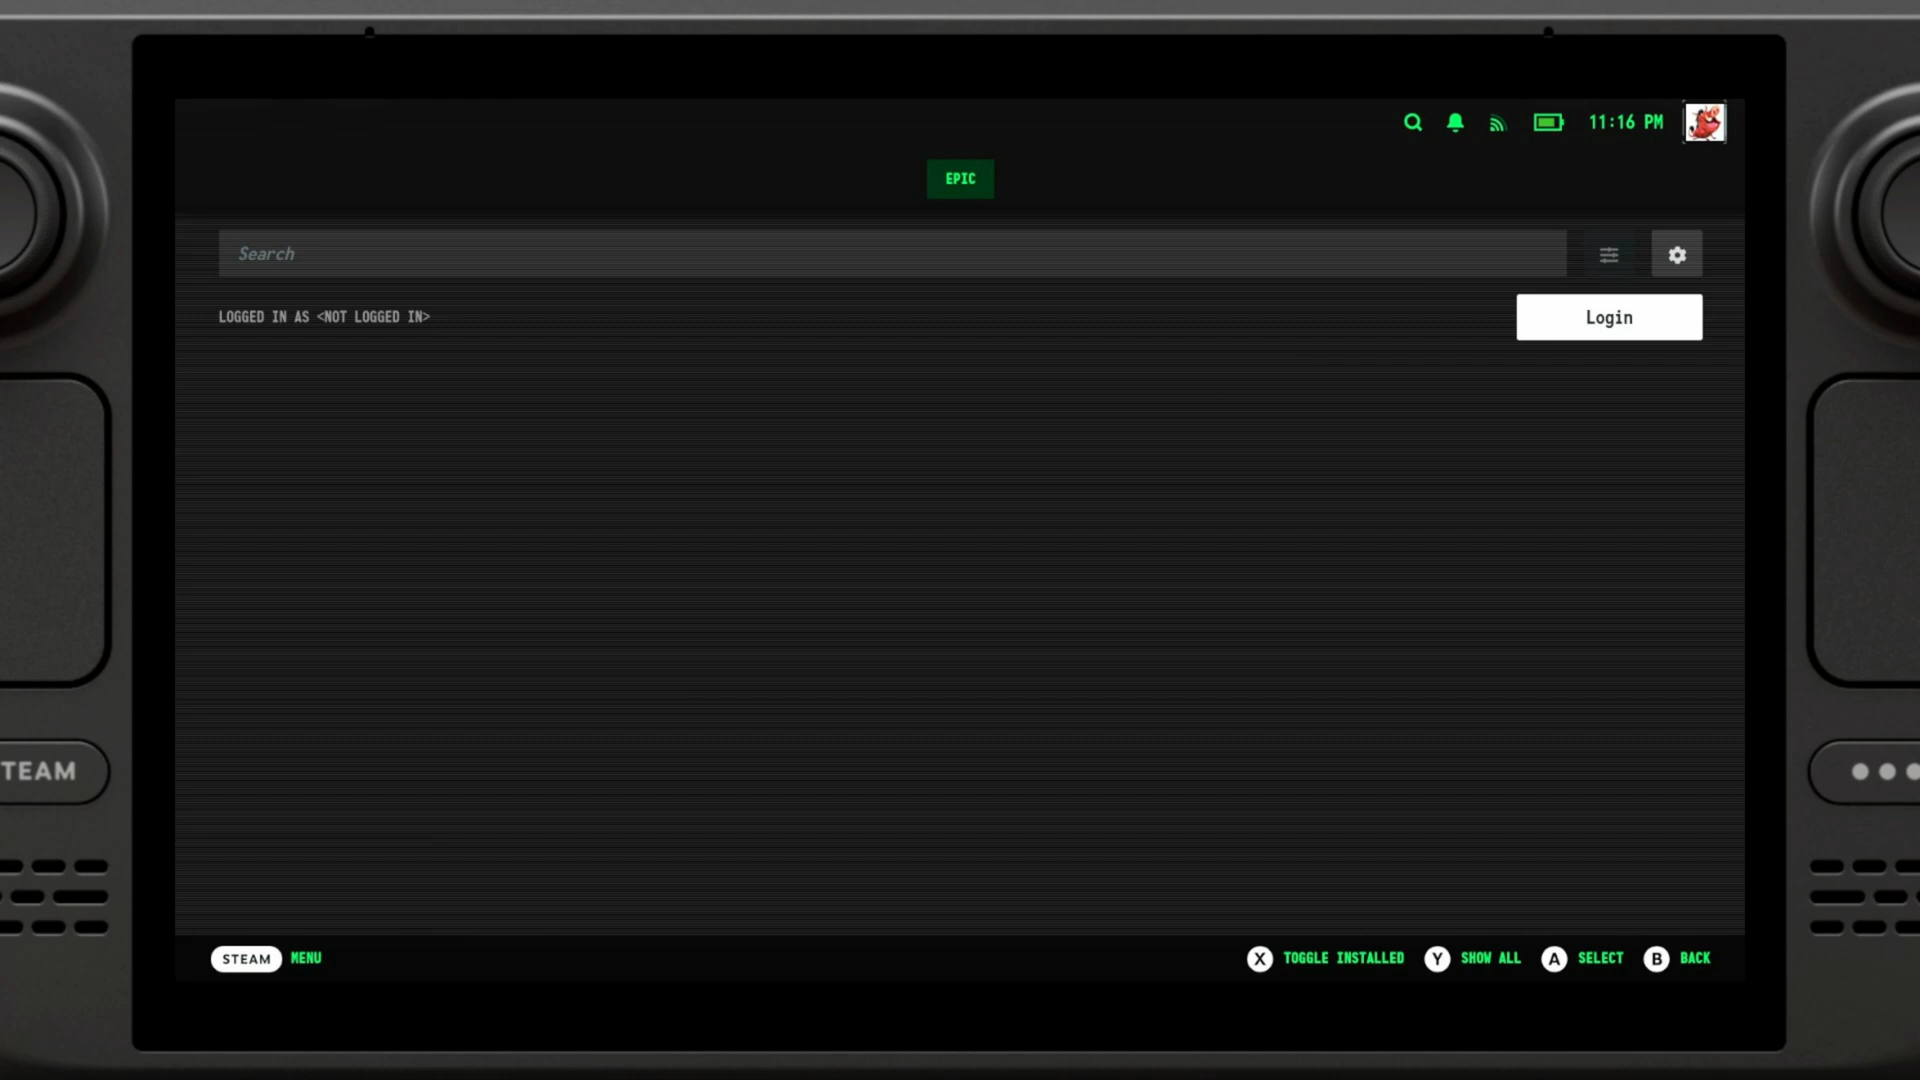 11:16 PM
EPIC
Search
LOGGED IN AS <NOT LOGGED IN>
Login
TEAM
STEAM MENU
X TOGGLE INSTALLED Y SHOW ALL A SELECT B BACK